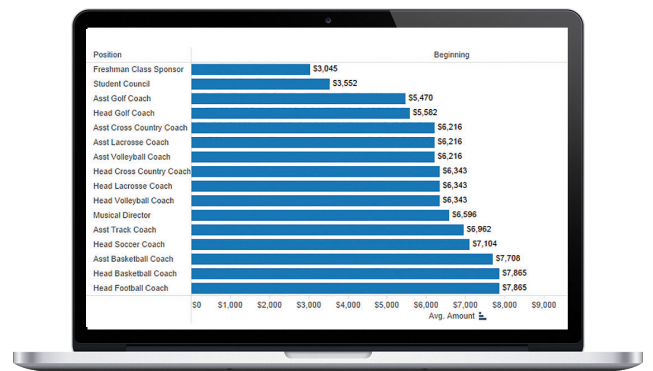 Position Beginning
Freshman Class Sponsor $3,045
Student Council $3,552
Asst Golf Coach $5,470
Head Golf Coach $5,582
Asst Cross Country Coach $6,216
Asst Lacrosse Coach $6,216
Asst Volleyball Coach $6,216
Head Cross Country Coach $6,343
Head Lacrosse Coach $6,343
Head Volleyball Coach $6,343
Musical Director $6,596
Asst Track Coach $6,962
Head Soccer Coach $7,104
Asst Basketball Coach $7,708
Head Basketball Coach $7,865
Head Football Coach $7,865
$0 $1,000 $2,000 $3,000 $4,000 $5,000 $6,000 $7,000 $8,000 $9,000
Avg. Amount